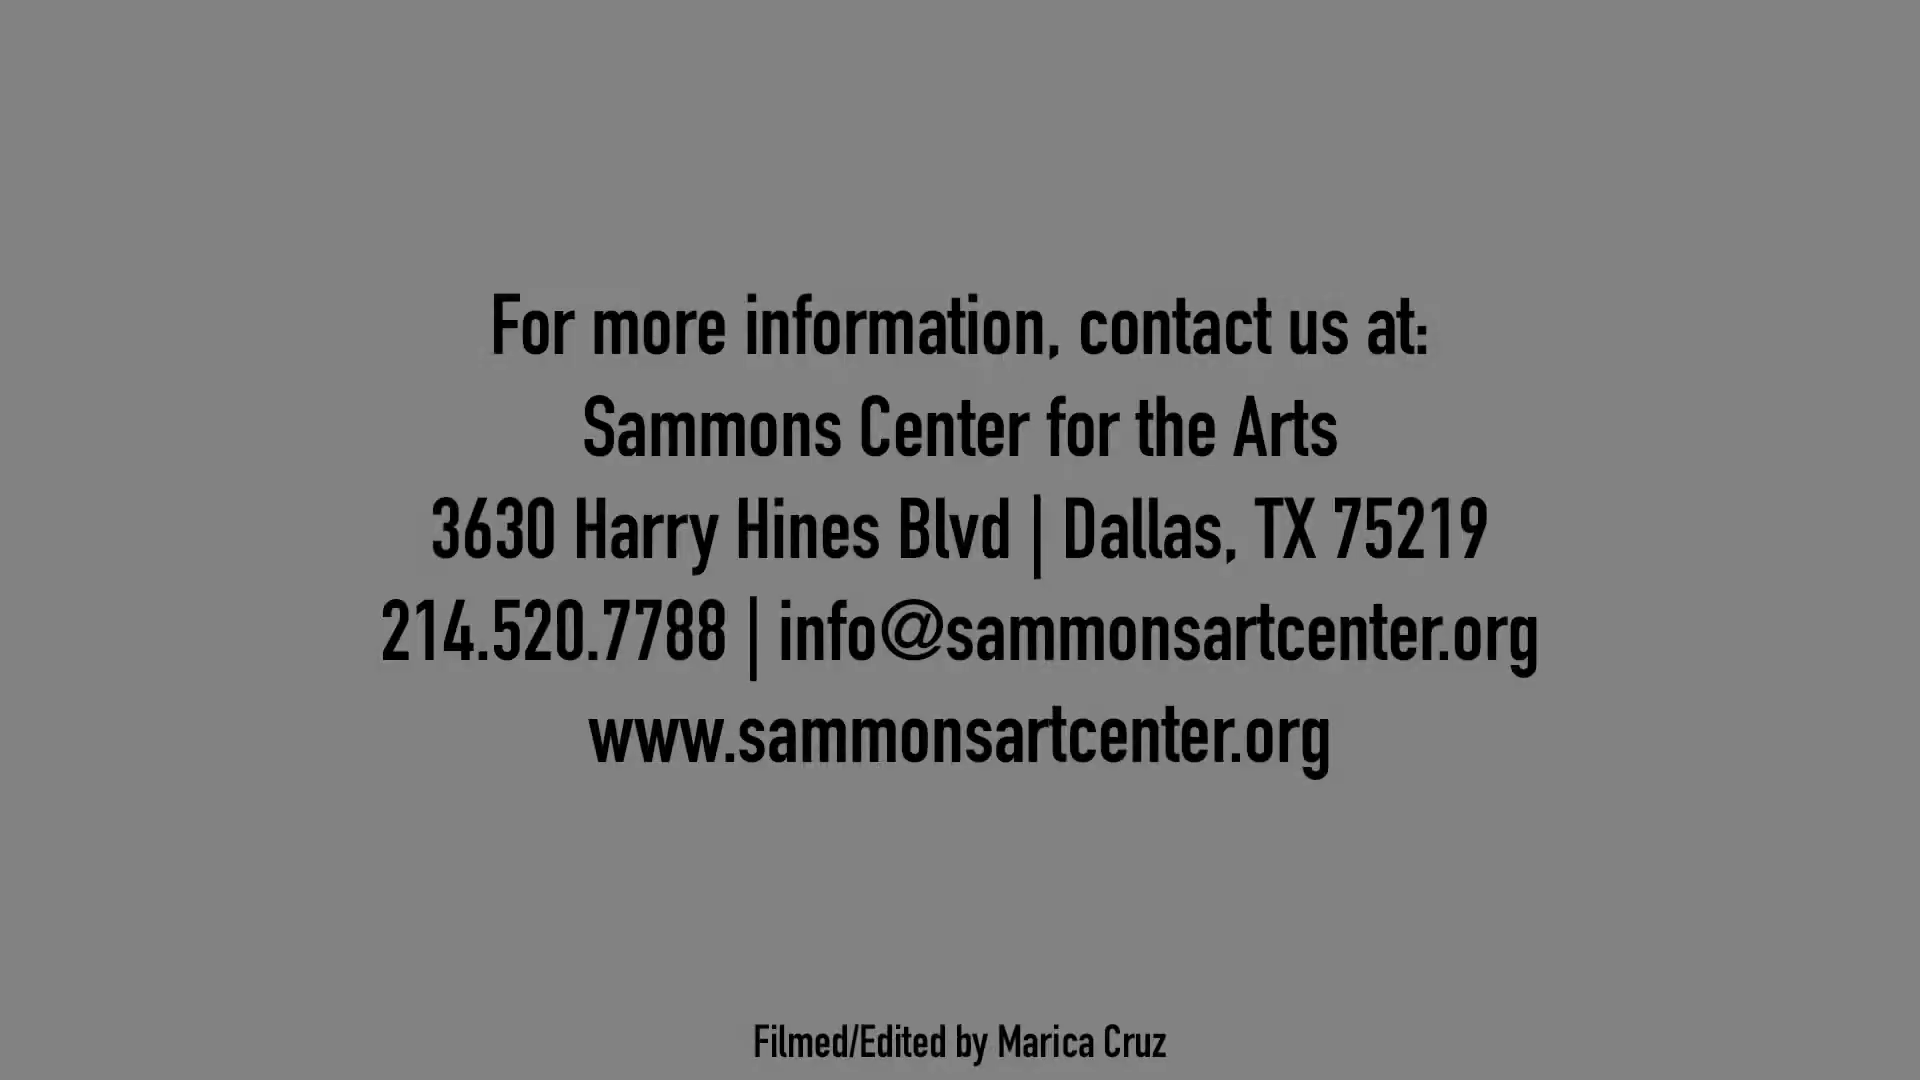 For more information, contact us at:
Sammons Center for the Arts
3630 Harry Hines Blvd | Dallas, TX 75219
214.520.7788 | info@sammonsartcenter.org
www.sammonsartcenter.org
Filmed/Edited by Marica Cruz